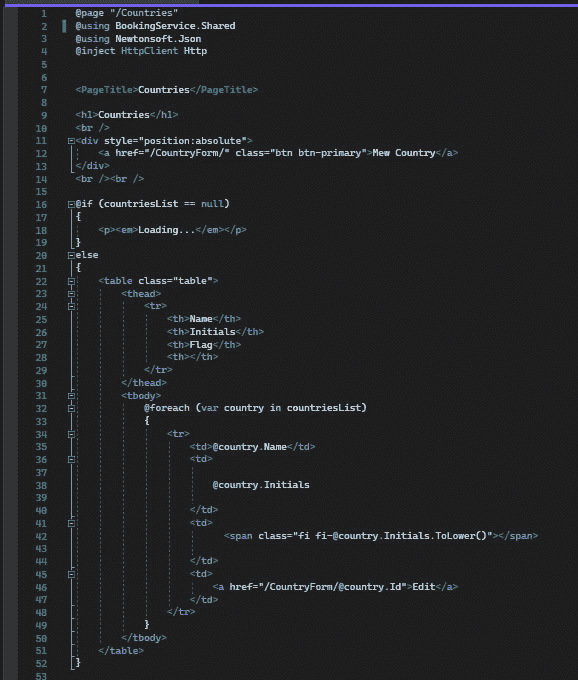 1 @page "/Countries"
2 @using BookingService.Shared
3 @using Newtonsoft.Json
4 @inject HttpClient Http
5
6
7 <PageTitle>Countries</PageTitle>
8
9 <h1>Countries</h1>
10 <br />
11 <div style="position:absolute">
12     <a href="/CountryForm/" class="btn btn-primary">Mew Country</a>
13 </div>
14 <br /><br />
15
16 @if (countriesList == null)
17 {
18     <p><em>Loading...</em></p>
19 }
20 else
21 {
22     <table class="table">
23         <thead>
24             <tr>
25                 <th>Name</th>
26                 <th>Initials</th>
27                 <th>Flag</th>
28                 <th></th>
29             </tr>
30         </thead>
31         <tbody>
32             @foreach (var country in countriesList)
33             {
34                 <tr>
35                     <td>@country.Name</td>
36                     <td>
37
38                         @country.Initials
39
40                     </td>
41                     <td>
42                           <span class="fi fi-@country.Initials.ToLower()"></span>
43
44                     </td>
45                     <td>
46                         <a href="/CountryForm/@country.Id">Edit</a>
47                     </td>
48                 </tr>
49             }
50         </tbody>
51     </table>
52 }
53